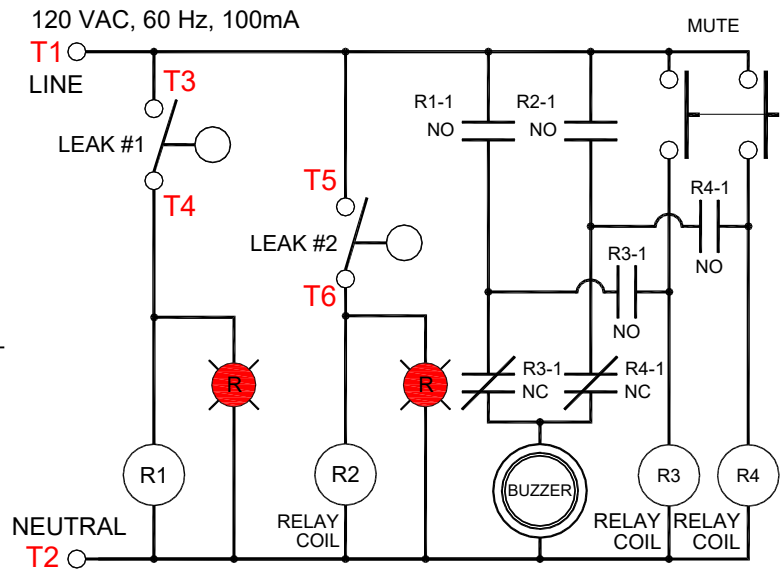 120 VAC, 60 Hz, 100mA
MUTE
T1
LINE
T3
R1-1
NO
R2-1
NO
LEAK #1
T4
T5
R4-1
NO
LEAK #2
R3-1
NO
T6
R
R
R3-1
NC
R4-1
NC
R1
R2
BUZZER
R3
R4
NEUTRAL
T2
RELAY
COIL
RELAY
COIL
RELAY
COIL